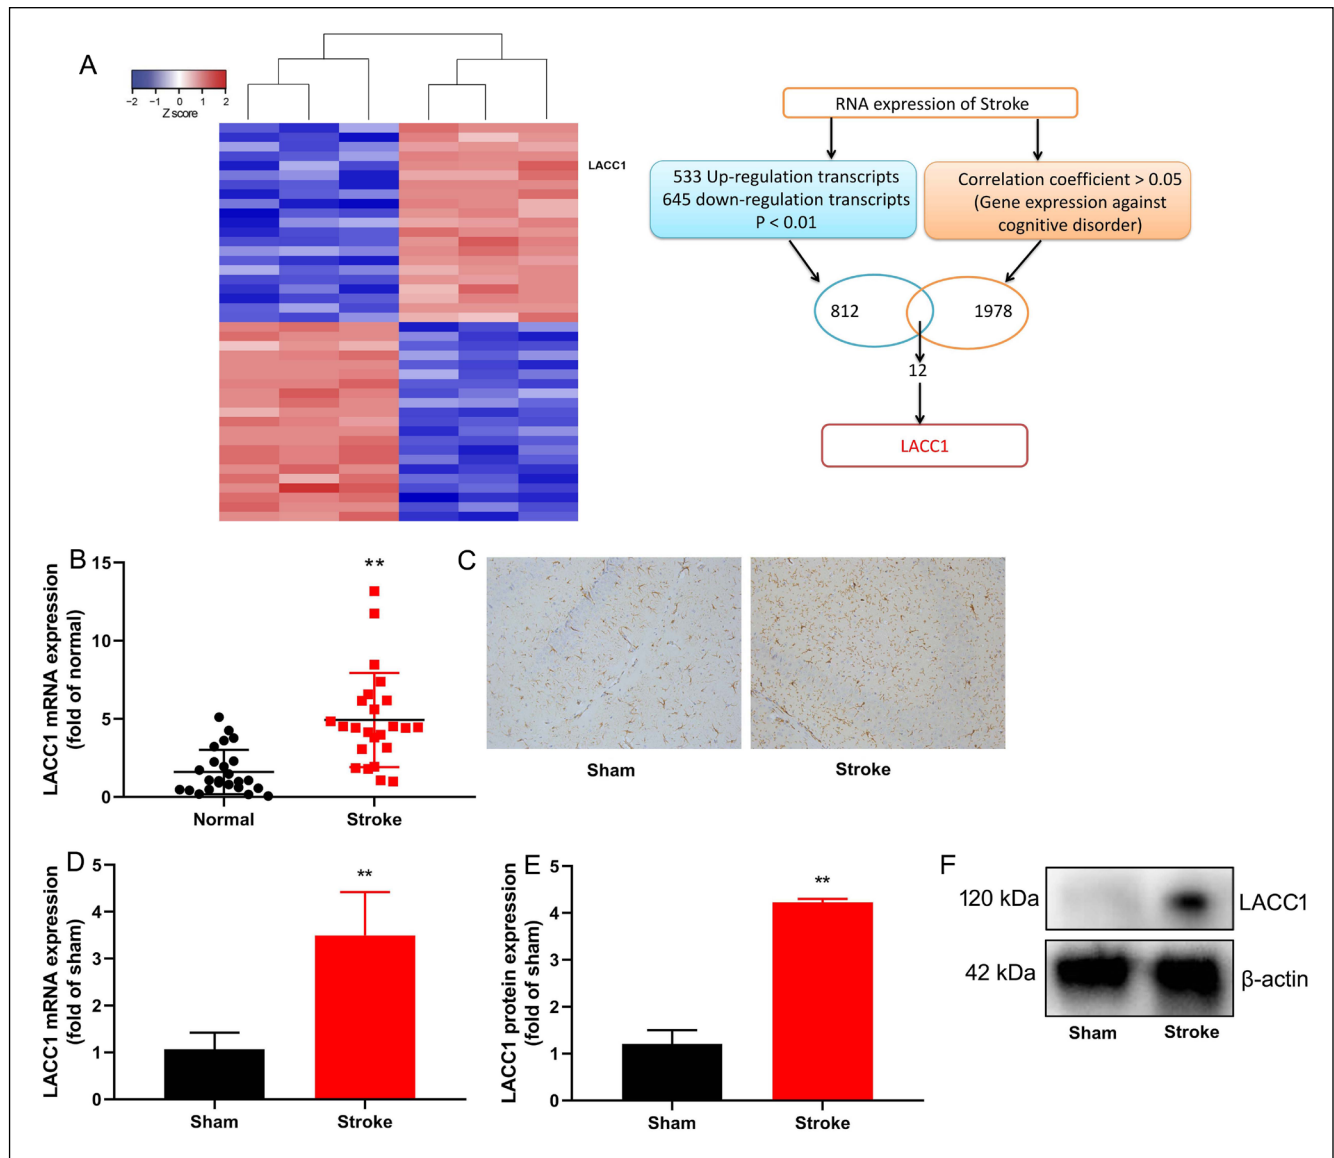 A
−2 −1 0 1 2
Z score
LACC1
RNA expression of Stroke
533 Up-regulation transcripts
645 down-regulation transcripts
P < 0.01
Correlation coefficient > 0.05
(Gene expression against
cognitive disorder)
812
1978
12
LACC1
B
LACC1 mRNA expression
(fold of normal)
15
10
5
0
**
Normal
Stroke
C
Sham
Stroke
D
LACC1 mRNA expression
(fold of sham)
5
4
3
2
1
0
**
Sham
Stroke
E
LACC1 protein expression
(fold of sham)
5
4
3
2
1
0
**
Sham
Stroke
F
120 kDa
LACC1
42 kDa
β-actin
Sham
Stroke